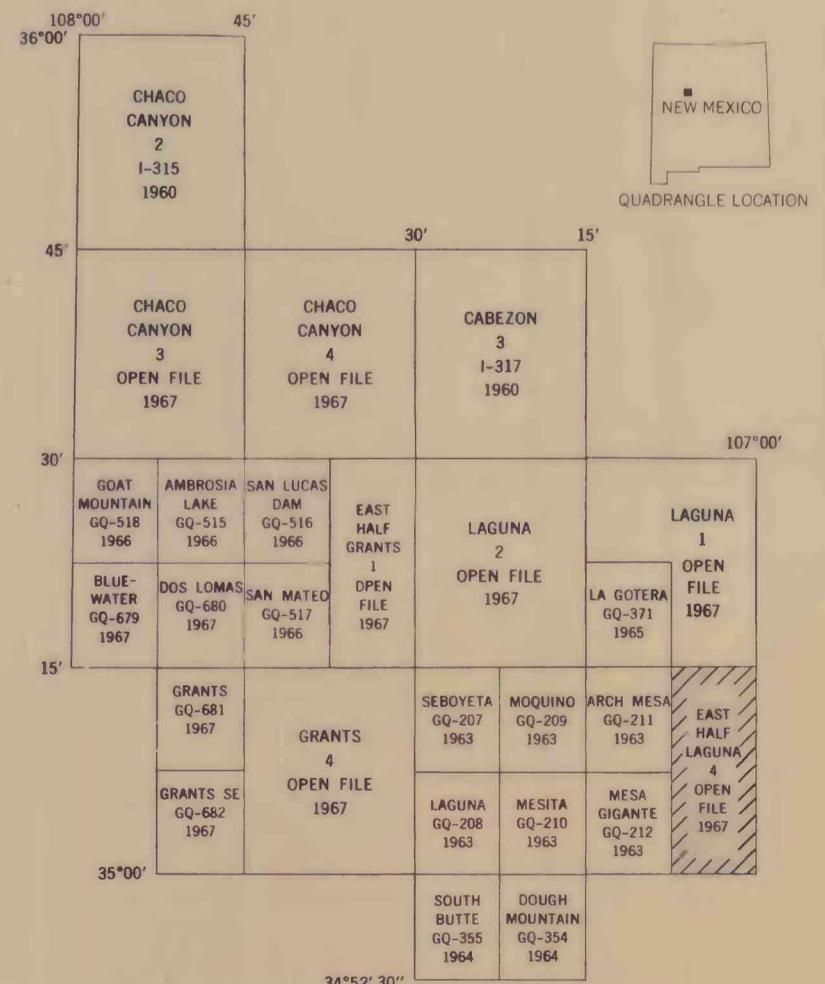 108°00'
45'
36°00'
CHACO
CANYON
2
I-315
1960
NEW MEXICO
QUADRANGLE LOCATION
45'
30'
15'
CHACO
CANYON
3
OPEN FILE
1967
CHACO
CANYON
4
OPEN FILE
1967
CABEZON
3
I-317
1960
30'
107°00'
GOAT
MOUNTAIN
GQ-518
1966
AMBROSIA
LAKE
GQ-515
1966
SAN LUCAS
DAM
GQ-516
1966
EAST
HALF
GRANTS
1
OPEN
FILE
1967
LAGUNA
2
OPEN FILE
1967
LAGUNA
1
OPEN
FILE
1967
BLUE-
WATER
GQ-679
1967
DOS LOMAS
GQ-680
1967
SAN MATEO
GQ-517
1966
LA GOTERA
GQ-371
1965
15'
GRANTS
GQ-681
1967
GRANTS
4
OPEN FILE
1967
SEBOYETA
GQ-207
1963
MOQUINO
GQ-209
1963
ARCH MESA
GQ-211
1963
EAST
HALF
LAGUNA
4
OPEN
FILE
1967
GRANTS SE
GQ-682
1967
LAGUNA
GQ-208
1963
MESITA
GQ-210
1963
MESA
GIGANTE
GQ-212
1963
35°00'
SOUTH
BUTTE
GQ-355
1964
DOUGH
MOUNTAIN
GQ-354
1964
34°52'30"